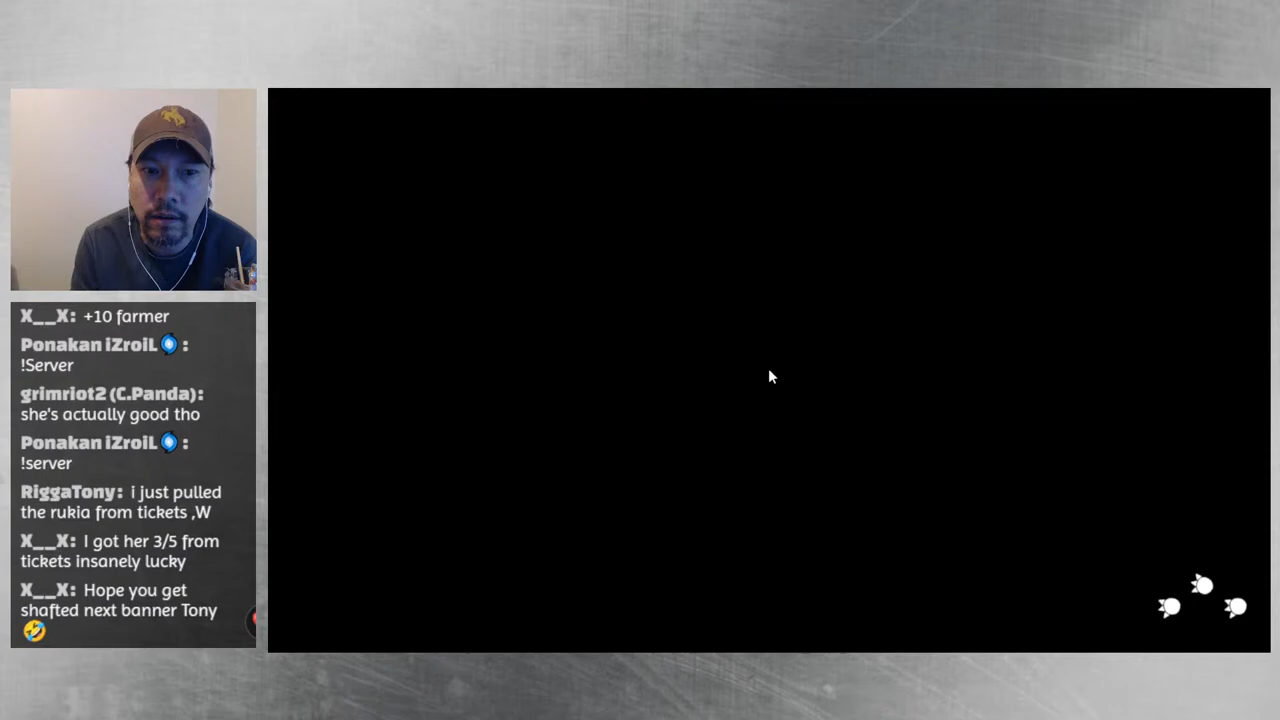 X__X: +10 farmer
Ponakan iZroiL🌀 :
!Server
grimriot2 (C.Panda):
she's actually good tho
Ponakan iZroiL🌀 :
!server
RiggaTony: i just pulled
the rukia from tickets ,W
X__X: I got her 3/5 from
tickets insanely lucky
X__X: Hope you get
shafted next banner Tony
🤣